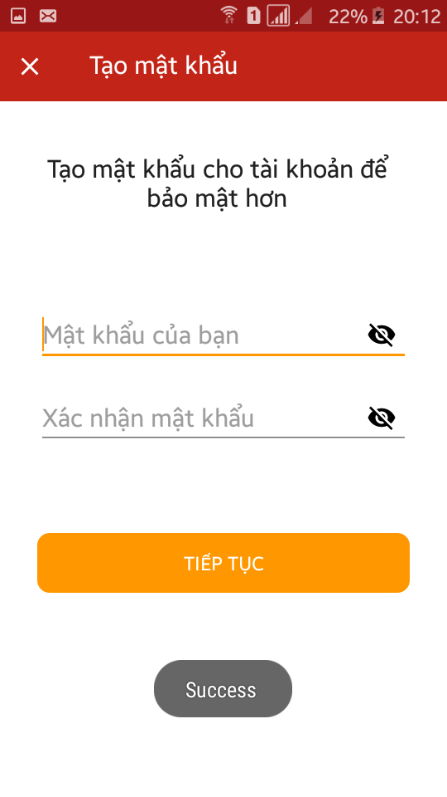 1 22% 20:12
Tạo mật khẩu
Tạo mật khẩu cho tài khoản để
bảo mật hơn
Mật khẩu của bạn
Xác nhận mật khẩu
TIẾP TỤC
Success